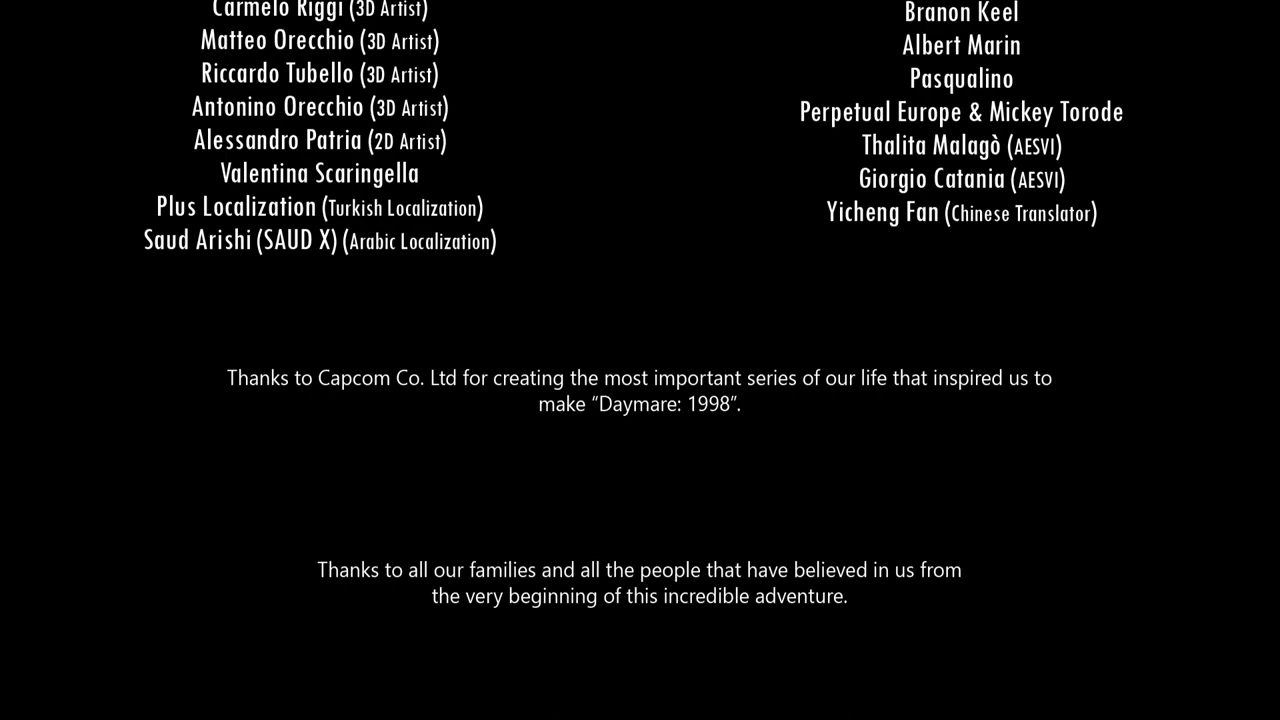 Carmelo Riggi (3D Artist)
Matteo Orecchio (3D Artist)
Riccardo Tubello (3D Artist)
Antonino Orecchio (3D Artist)
Alessandro Patria (2D Artist)
Valentina Scaringella
Plus Localization (Turkish Localization)
Saud Arishi (SAUD X) (Arabic Localization)
Branon Keel
Albert Marin
Pasqualino
Perpetual Europe & Mickey Torode
Thalita Malagò (AESVI)
Giorgio Catania (AESVI)
Yicheng Fan (Chinese Translator)
Thanks to Capcom Co. Ltd for creating the most important series of our life that inspired us to
make “Daymare: 1998”.
Thanks to all our families and all the people that have believed in us from
the very beginning of this incredible adventure.